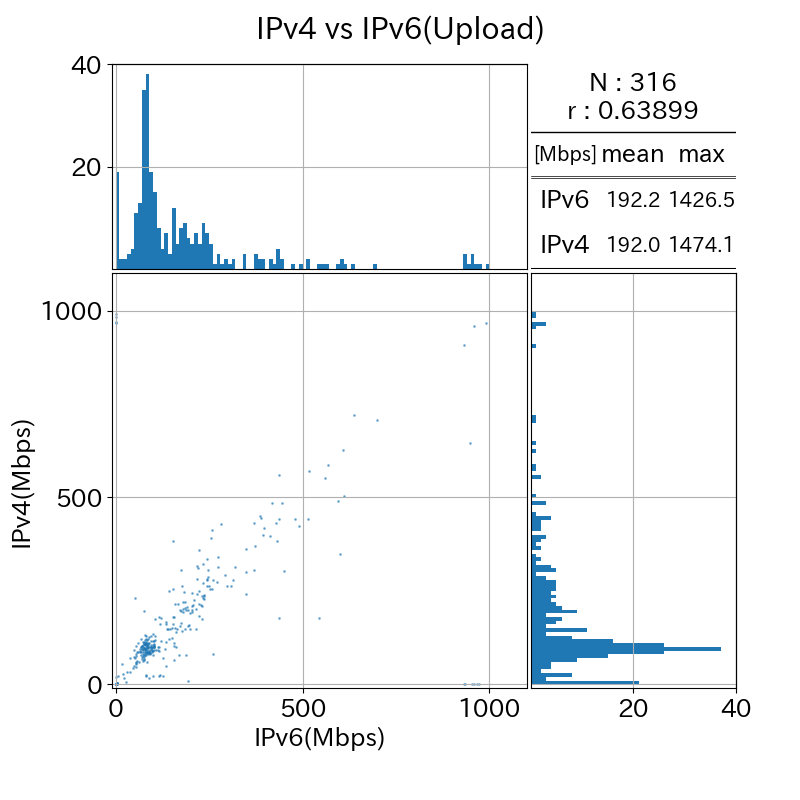 IPv4 vs IPv6(Upload)
40
20
N : 316
r : 0.63899
[Mbps] mean max
IPv6 192.2 1426.5
IPv4 192.0 1474.1
1000
500
0
IPv4(Mbps)
0 500 1000
IPv6(Mbps)
20 40